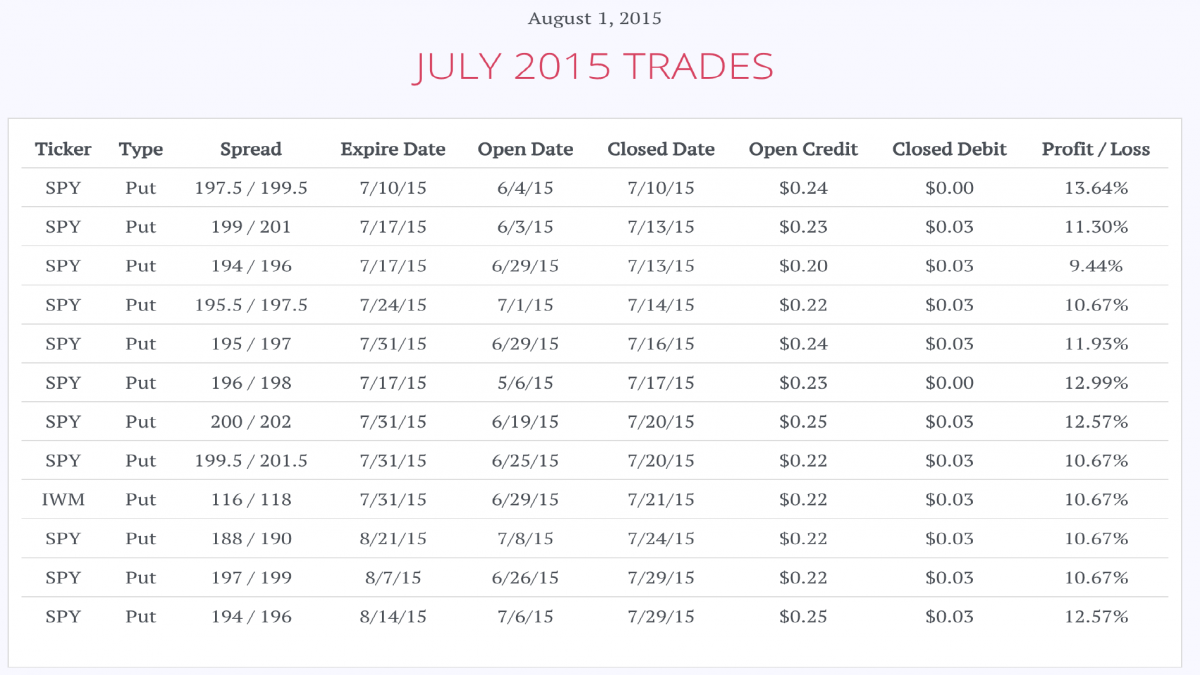 August 1, 2015
JULY 2015 TRADES
Ticker Type Spread Expire Date Open Date Closed Date Open Credit Closed Debit Profit / Loss
SPY Put 197.5 / 199.5 7/10/15 6/4/15 7/10/15 $0.24 $0.00 13.64%
SPY Put 199 / 201 7/17/15 6/3/15 7/13/15 $0.23 $0.03 11.30%
SPY Put 194 / 196 7/17/15 6/29/15 7/13/15 $0.20 $0.03 9.44%
SPY Put 195.5 / 197.5 7/24/15 7/1/15 7/14/15 $0.22 $0.03 10.67%
SPY Put 195 / 197 7/31/15 6/29/15 7/16/15 $0.24 $0.03 11.93%
SPY Put 196 / 198 7/17/15 5/6/15 7/17/15 $0.23 $0.00 12.99%
SPY Put 200 / 202 7/31/15 6/19/15 7/20/15 $0.25 $0.03 12.57%
SPY Put 199.5 / 201.5 7/31/15 6/25/15 7/20/15 $0.22 $0.03 10.67%
IWM Put 116 / 118 7/31/15 6/29/15 7/21/15 $0.22 $0.03 10.67%
SPY Put 188 / 190 8/21/15 7/8/15 7/24/15 $0.22 $0.03 10.67%
SPY Put 197 / 199 8/7/15 6/26/15 7/29/15 $0.22 $0.03 10.67%
SPY Put 194 / 196 8/14/15 7/6/15 7/29/15 $0.25 $0.03 12.57%